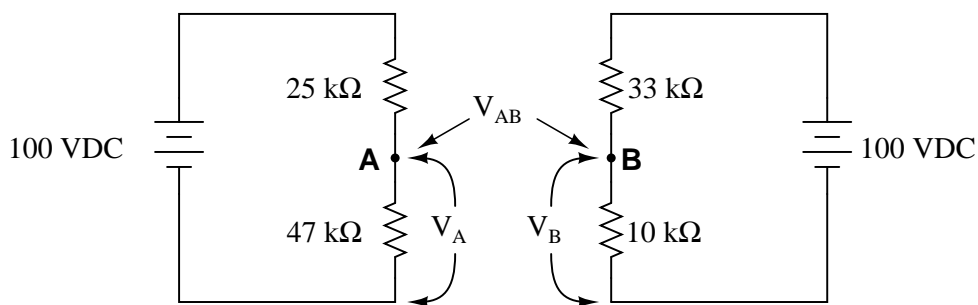 25 kΩ
33 kΩ
V_AB
100 VDC
A
B
100 VDC
47 kΩ
V_A
V_B
10 kΩ